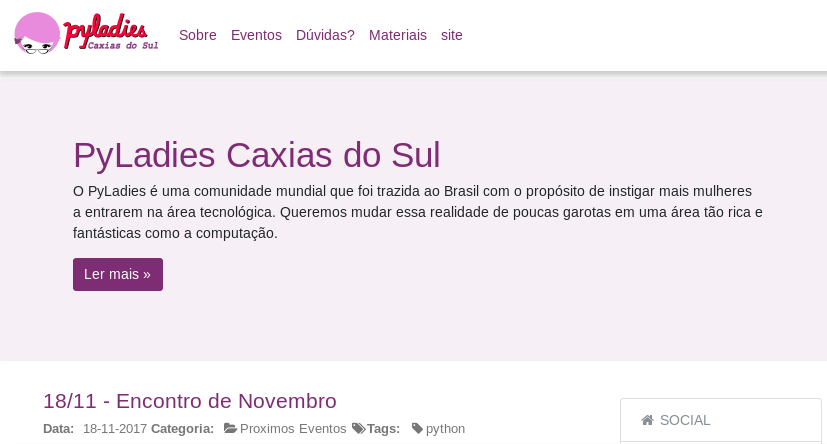 pyladies
Caxias do Sul
Sobre Eventos Dúvidas? Materiais site
PyLadies Caxias do Sul
O PyLadies é uma comunidade mundial que foi trazida ao Brasil com o propósito de instigar mais mulheres
a entrarem na área tecnológica. Queremos mudar essa realidade de poucas garotas em uma área tão rica e
fantásticas como a computação.
Ler mais »
18/11 - Encontro de Novembro
Data: 18-11-2017 Categoria: Proximos Eventos Tags: python
SOCIAL